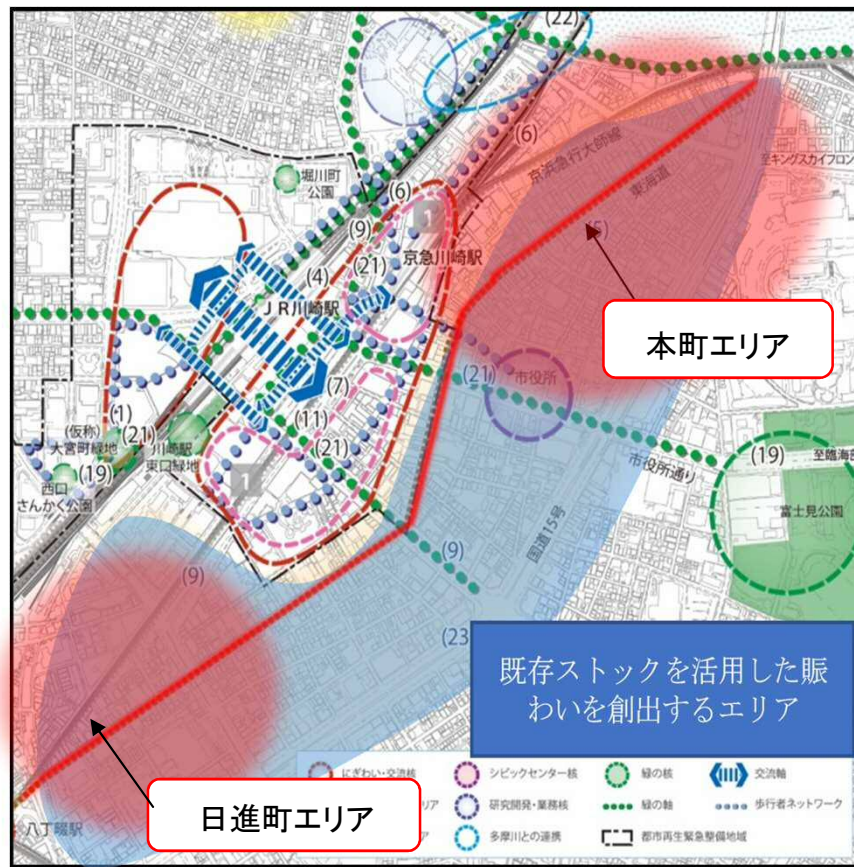 (22)
(6)
京浜急行大師線
至キングスカイフロン
東海道
堀川町
公園
(6)
1
(9)
京急川崎駅
(5)
(4)
(21)
JR川崎駅
本町エリア
(7)
市役所
(21)
(1)
(11)
(仮称)
大宮町緑地
(21)
川崎駅
東口緑地
(21)
市役所通り
(19)
至臨海部
(19)
西口
さんかく公園
1
富士見公園
国道15号
(9)
(9)
(23
既存ストックを活用した賑
わいを創出するエリア
にぎわい・交流核
シビックセンター核
緑の核
交流軸
リア
研究開発・業務核
緑の軸
歩行者ネットワーク
日進町エリア
ア
多摩川との連携
都市再生緊急整備地域
八丁畷駅